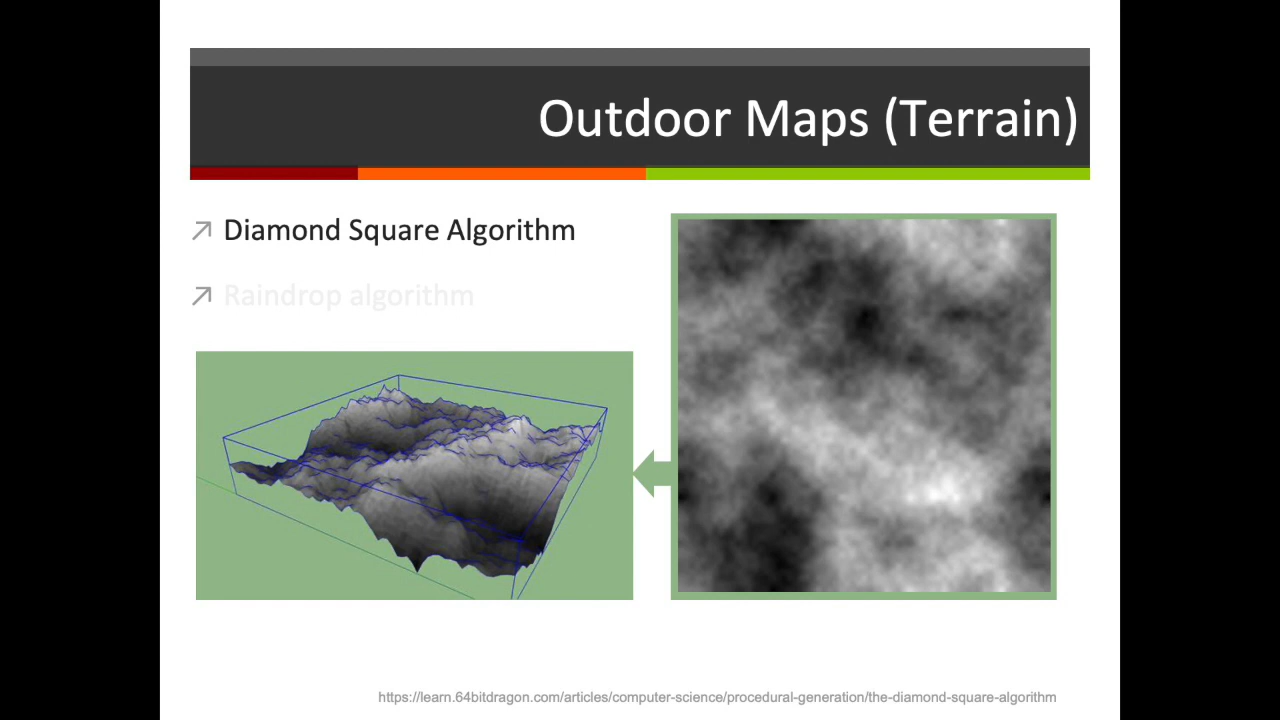 Outdoor Maps (Terrain)
Diamond Square Algorithm
Raindrop algorithm
https://learn.64bitdragon.com/articles/computer-science/procedural-generation/the-diamond-square-algorithm